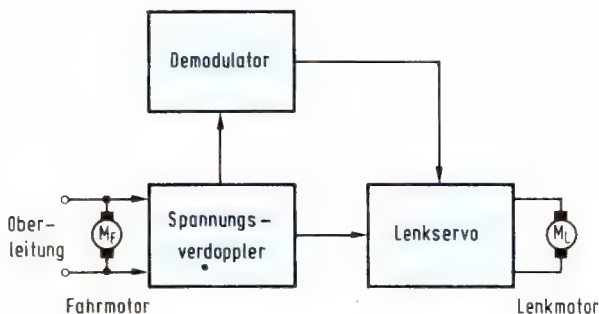 Demodulator
Ober-
leitung
M_F
Spannungs-
verdoppler
Lenkservo
M_L
Fahrmotor
Lenkmotor